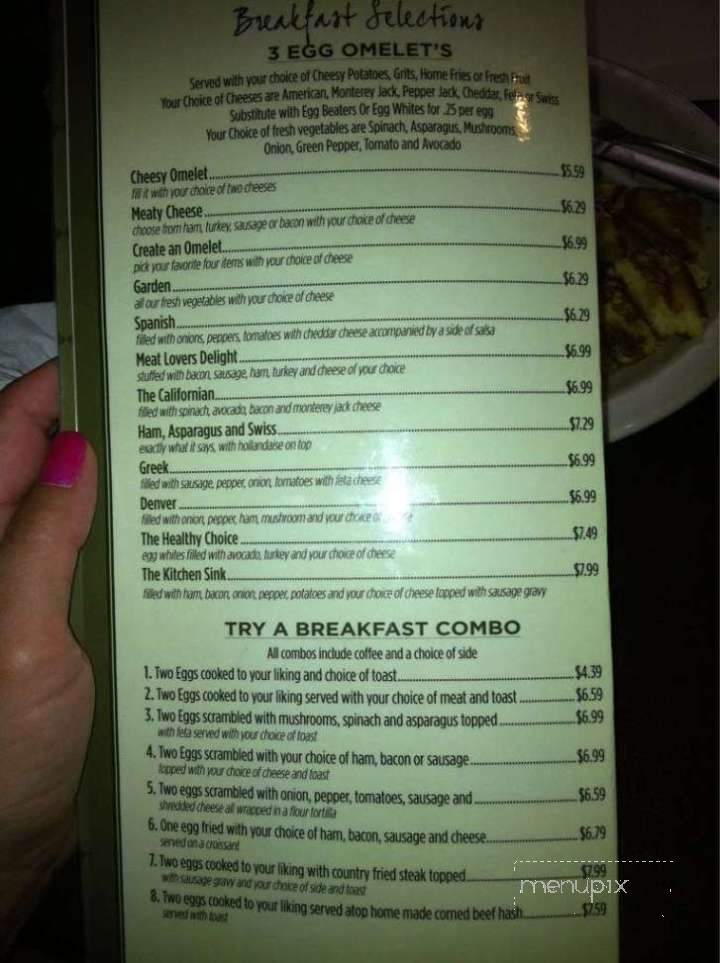 Breakfast Selections
3 EGG OMELET'S
Served with your choice of Cheesy Potatoes, Grits, Home Fries or Fresh Fruit
Your Choice of Cheeses are American, Monterey Jack, Pepper Jack, Cheddar, Feta or Swiss
Substitute with Egg Beaters Or Egg Whites for .25 per egg
Your Choice of fresh vegetables are Spinach, Asparagus, Mushrooms,
Onion, Green Pepper, Tomato and Avocado
Cheesy Omelet $5.59
fill it with your choice of two cheeses
Meaty Cheese $6.29
choose from ham, turkey, sausage or bacon with your choice of cheese
Create an Omelet $6.99
pick your favorite four items with your choice of cheese
Garden $6.29
all our fresh vegetables with your choice of cheese
Spanish $6.29
filled with onions, peppers, tomatoes with cheddar cheese accompanied by a side of salsa
Meat Lovers Delight $6.99
stuffed with bacon, sausage, ham, turkey and cheese of your choice
The Californian $6.99
filled with spinach, avocado, bacon and monterey jack cheese
Ham, Asparagus and Swiss $7.29
exactly what it says, with hollandaise on top
Greek $6.99
filled with sausage, pepper, onion, tomatoes with feta cheese
Denver $6.99
filled with onion, pepper, ham, mushroom and your choice of
The Healthy Choice $7.49
egg whites filled with avocado, turkey and your choice of cheese
The Kitchen Sink $7.99
filled with ham, bacon, onion, pepper, potatoes and your choice of cheese topped with sausage gravy
TRY A BREAKFAST COMBO
All combos include coffee and a choice of side
1. Two Eggs cooked to your liking and choice of toast $4.39
2. Two Eggs cooked to your liking served with your choice of meat and toast $6.59
3. Two Eggs scrambled with mushrooms, spinach and asparagus topped $6.99
with feta served with your choice of toast
4. Two Eggs scrambled with your choice of ham, bacon or sausage $6.99
topped with your choice of cheese and toast
5. Two eggs scrambled with onion, pepper, tomatoes, sausage and $6.59
shredded cheese all wrapped in a flour tortilla
6. One egg fried with your choice of ham, bacon, sausage and cheese $6.79
served on a croissant
7. Two eggs cooked to your liking with country fried steak topped $7.99
with sausage gravy and your choice of side and toast
8. Two eggs cooked to your liking served atop home made corned beef hash $7.59
served with toast
menupix